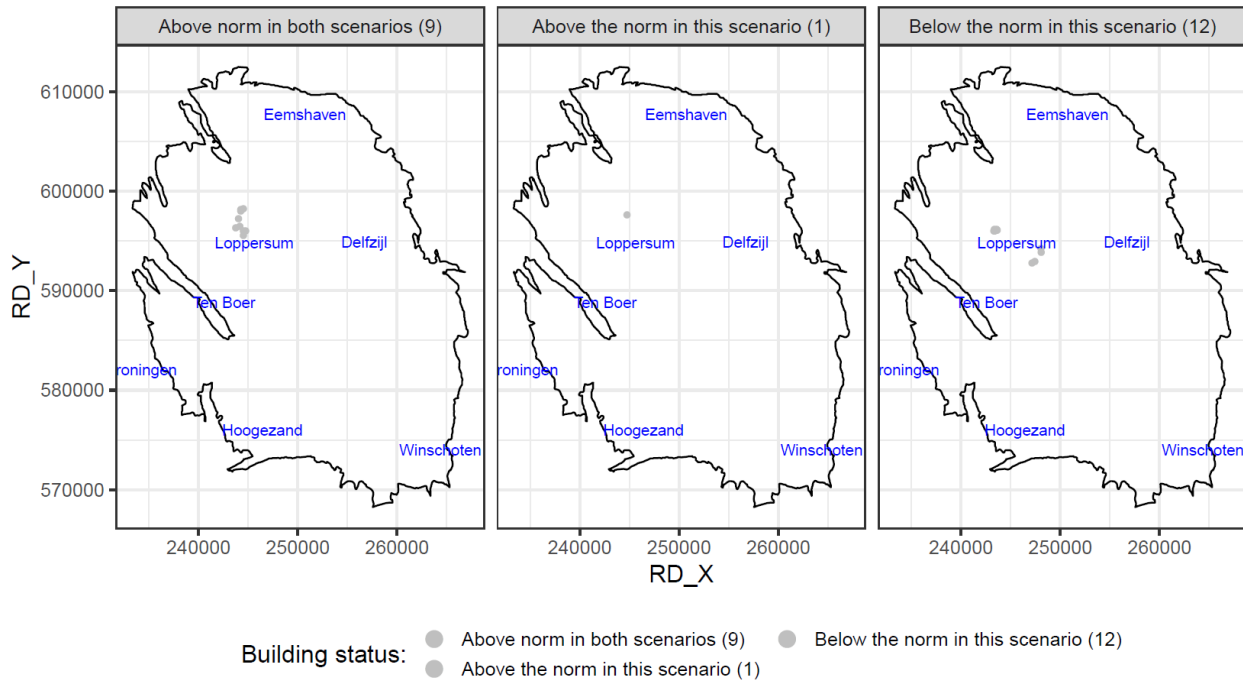 Above norm in both scenarios (9)
Above the norm in this scenario (1)
Below the norm in this scenario (12)
610000
600000
590000
580000
570000
RD_Y
Eemshaven
Loppersum
Delfzijl
Ten Boer
roningen
Hoogezand
Winschoten
Eemshaven
Loppersum
Delfzijl
Ten Boer
roningen
Hoogezand
Winschoten
Eemshaven
Loppersum
Delfzijl
Ten Boer
roningen
Hoogezand
Winschoten
240000 250000 260000
240000 250000 260000
240000 250000 260000
RD_X
Building status:
Above norm in both scenarios (9)
Below the norm in this scenario (12)
Above the norm in this scenario (1)